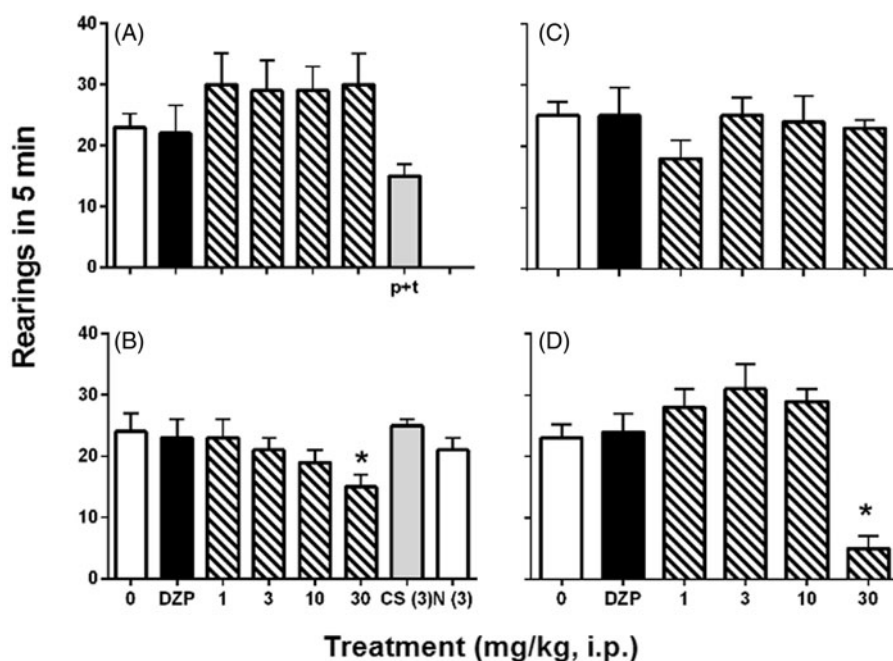 Rearings in 5 min
(A)
40
30
20
10
0
p+t
(C)
(B)
40
30
20
10
0
*
0 DZP 1 3 10 30 CS (3) N (3)
(D)
*
0 DZP 1 3 10 30
Treatment (mg/kg, i.p.)